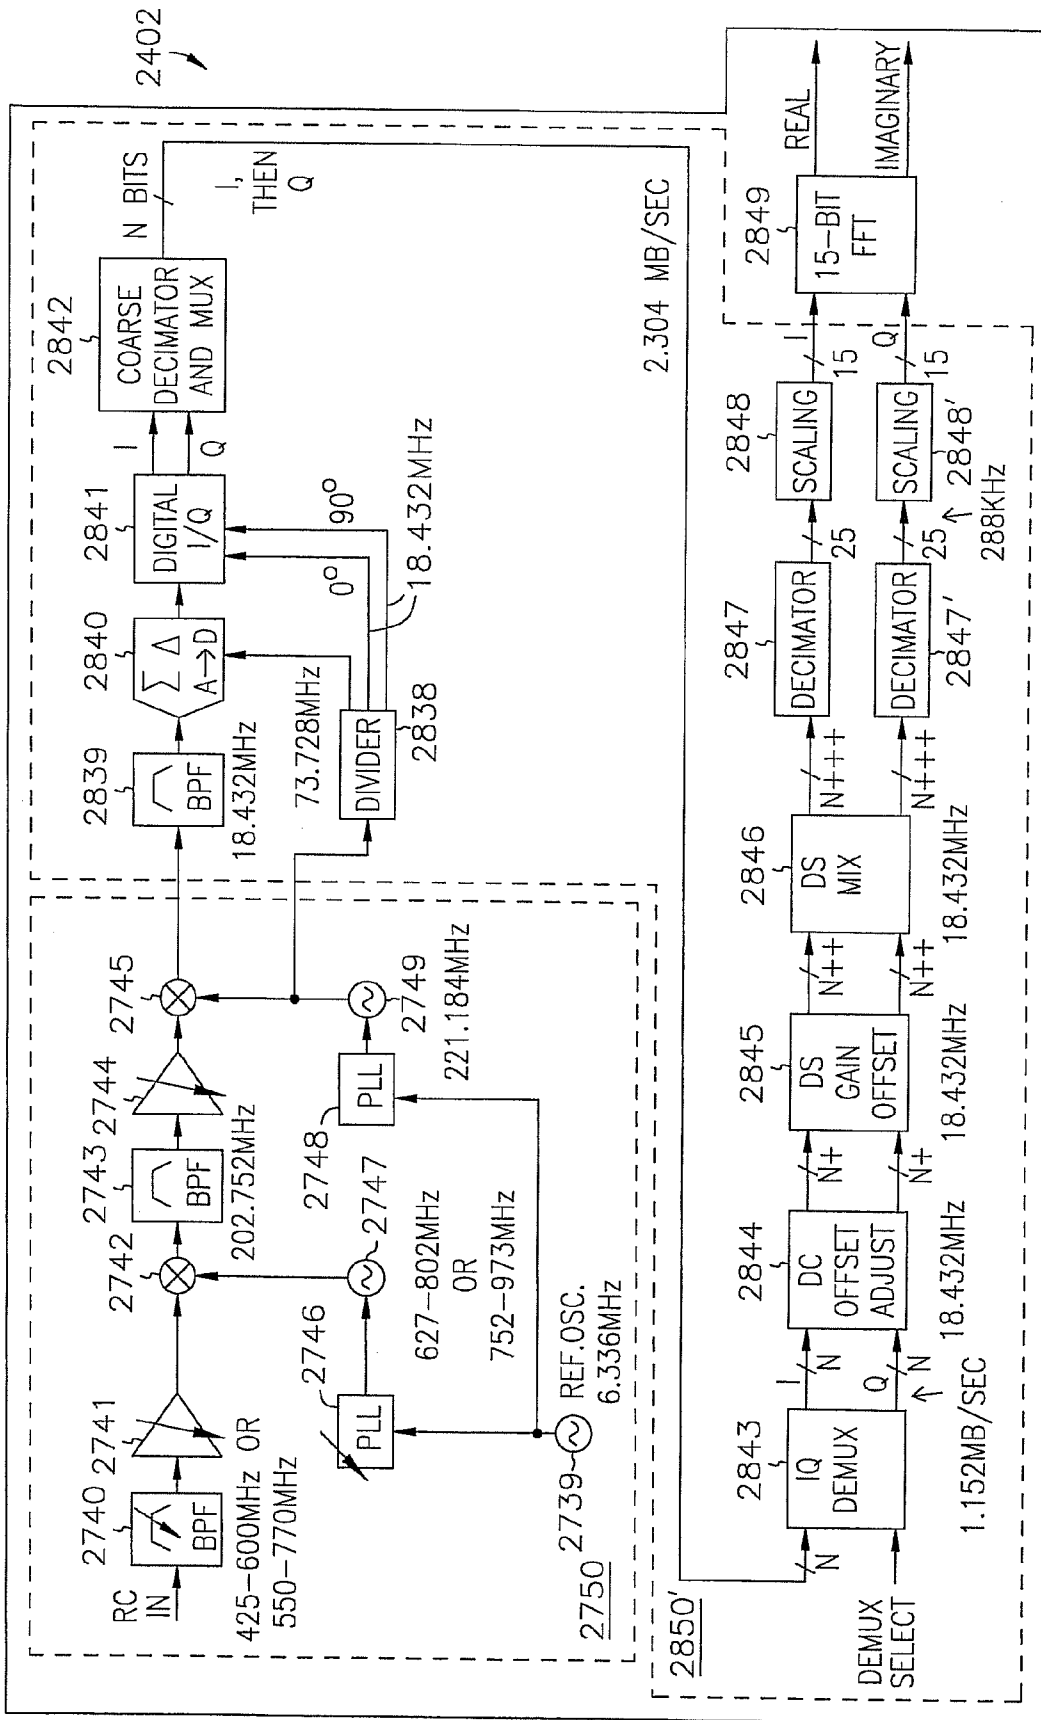 2402
RC
IN
2740
BPF
425-600MHz OR
550-770MHz
2741
2742
2743
BPF
202.752MHz
2744
2745
2746
PLL
2747
627-802MHz
OR
752-973MHz
2748
PLL
2749
221.184MHz
2739
REF.OSC.
6.336MHz
2750
2839
BPF
18.432MHz
2840
Σ Δ
A→D
73.728MHz
DIVIDER
2838
2841
DIGITAL
I/Q
0°
90°
18.432MHz
I
Q
2842
COARSE
DECIMATOR
AND MUX
N BITS
I,
THEN
Q
2.304 MB/SEC
2850'
DEMUX
SELECT
N
2843
IQ
DEMUX
1.152MB/SEC
I
N
Q
N
2844
DC
OFFSET
ADJUST
18.432MHz
N+
N+
2845
DS
GAIN
OFFSET
18.432MHz
N++
N++
2846
DS
MIX
18.432MHz
N+++
N+++
2847
DECIMATOR
DECIMATOR
2847'
25
25
288KHz
2848
SCALING
SCALING
2848'
I
15
Q
15
2849
15-BIT
FFT
REAL
IMAGINARY